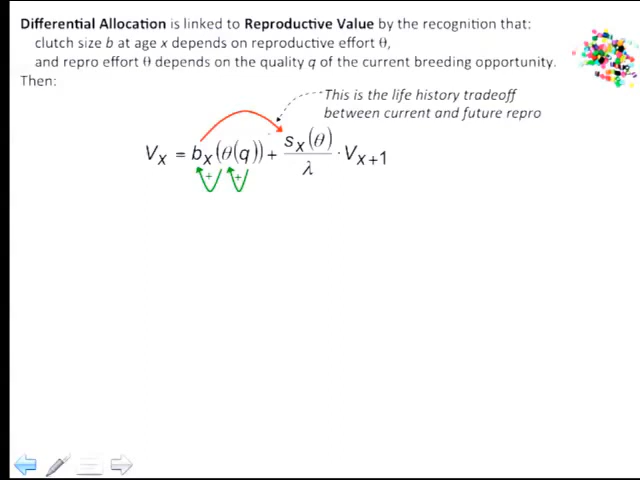 Differential Allocation is linked to Reproductive Value by the recognition that:
clutch size b at age x depends on reproductive effort θ,
and repro effort θ depends on the quality q of the current breeding opportunity.
Then:
This is the life history tradeoff
between current and future repro
Vₓ = bₓ(θ(q)) + sₓ(θ)/λ · Vₓ₊₁
+ +